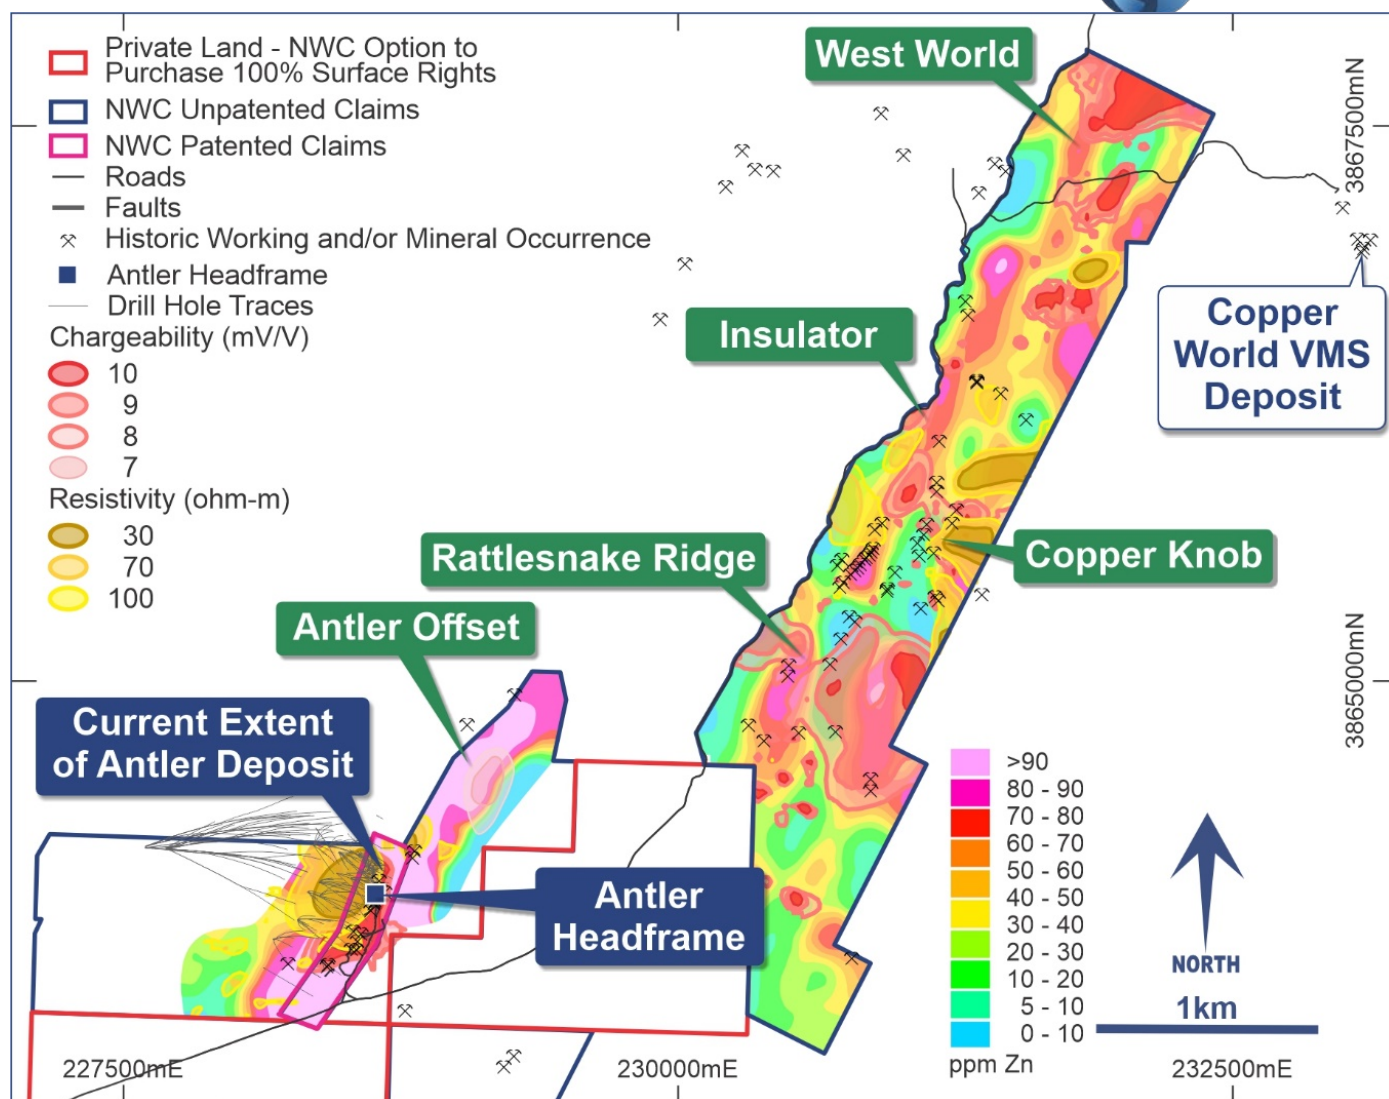 Private Land - NWC Option to
Purchase 100% Surface Rights
NWC Unpatented Claims
NWC Patented Claims
Roads
Faults
Historic Working and/or Mineral Occurrence
Antler Headframe
Drill Hole Traces
Chargeability (mV/V)
10
9
8
7
Resistivity (ohm-m)
30
70
100
West World
3867500mN
Copper
World VMS
Deposit
Insulator
Rattlesnake Ridge
Copper Knob
Antler Offset
3865000mN
Current Extent
of Antler Deposit
Antler
Headframe
>90
80 - 90
70 - 80
60 - 70
50 - 60
40 - 50
30 - 40
20 - 30
10 - 20
5 - 10
0 - 10
ppm Zn
NORTH
1km
227500mE
230000mE
232500mE